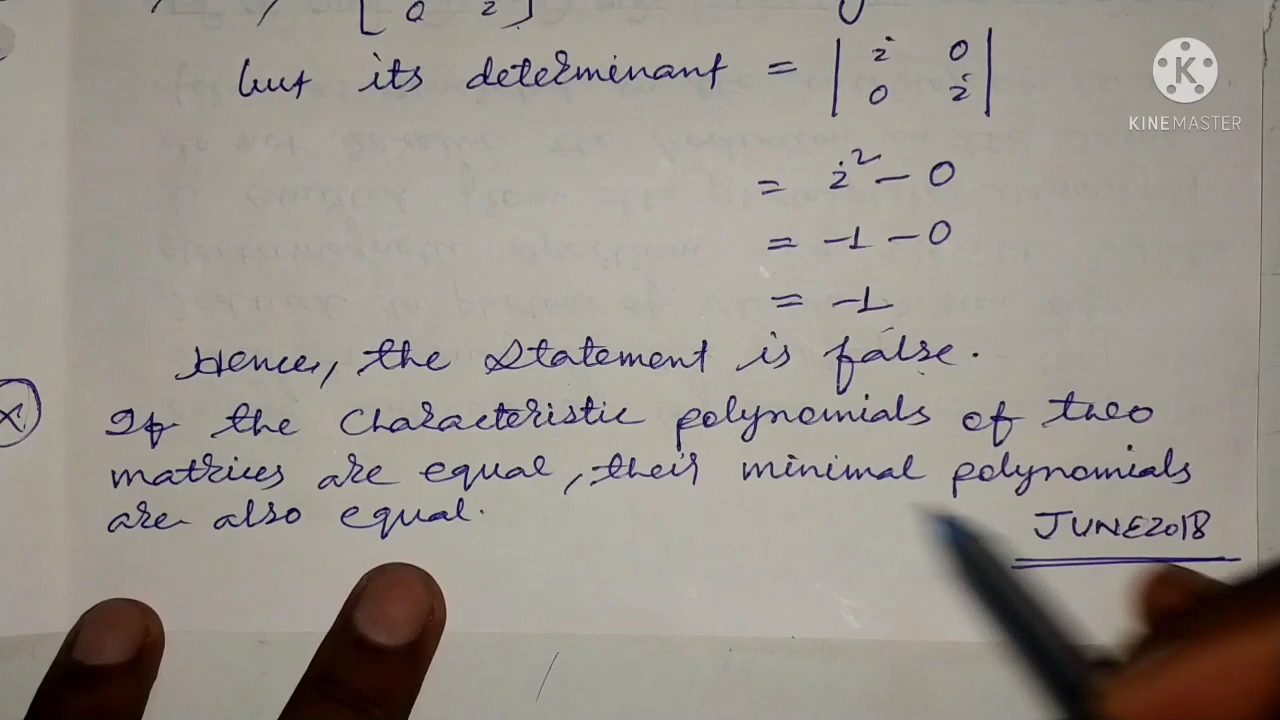 [ 0 i ]
but its determinant = | i 0 |
| 0 i |
KINEMASTER
= i² - 0
= -1 - 0
= -1
Hence, the Statement is false.
x
If the characteristic polynomials of two
matrices are equal, their minimal polynomials
are also equal.
JUNE2018